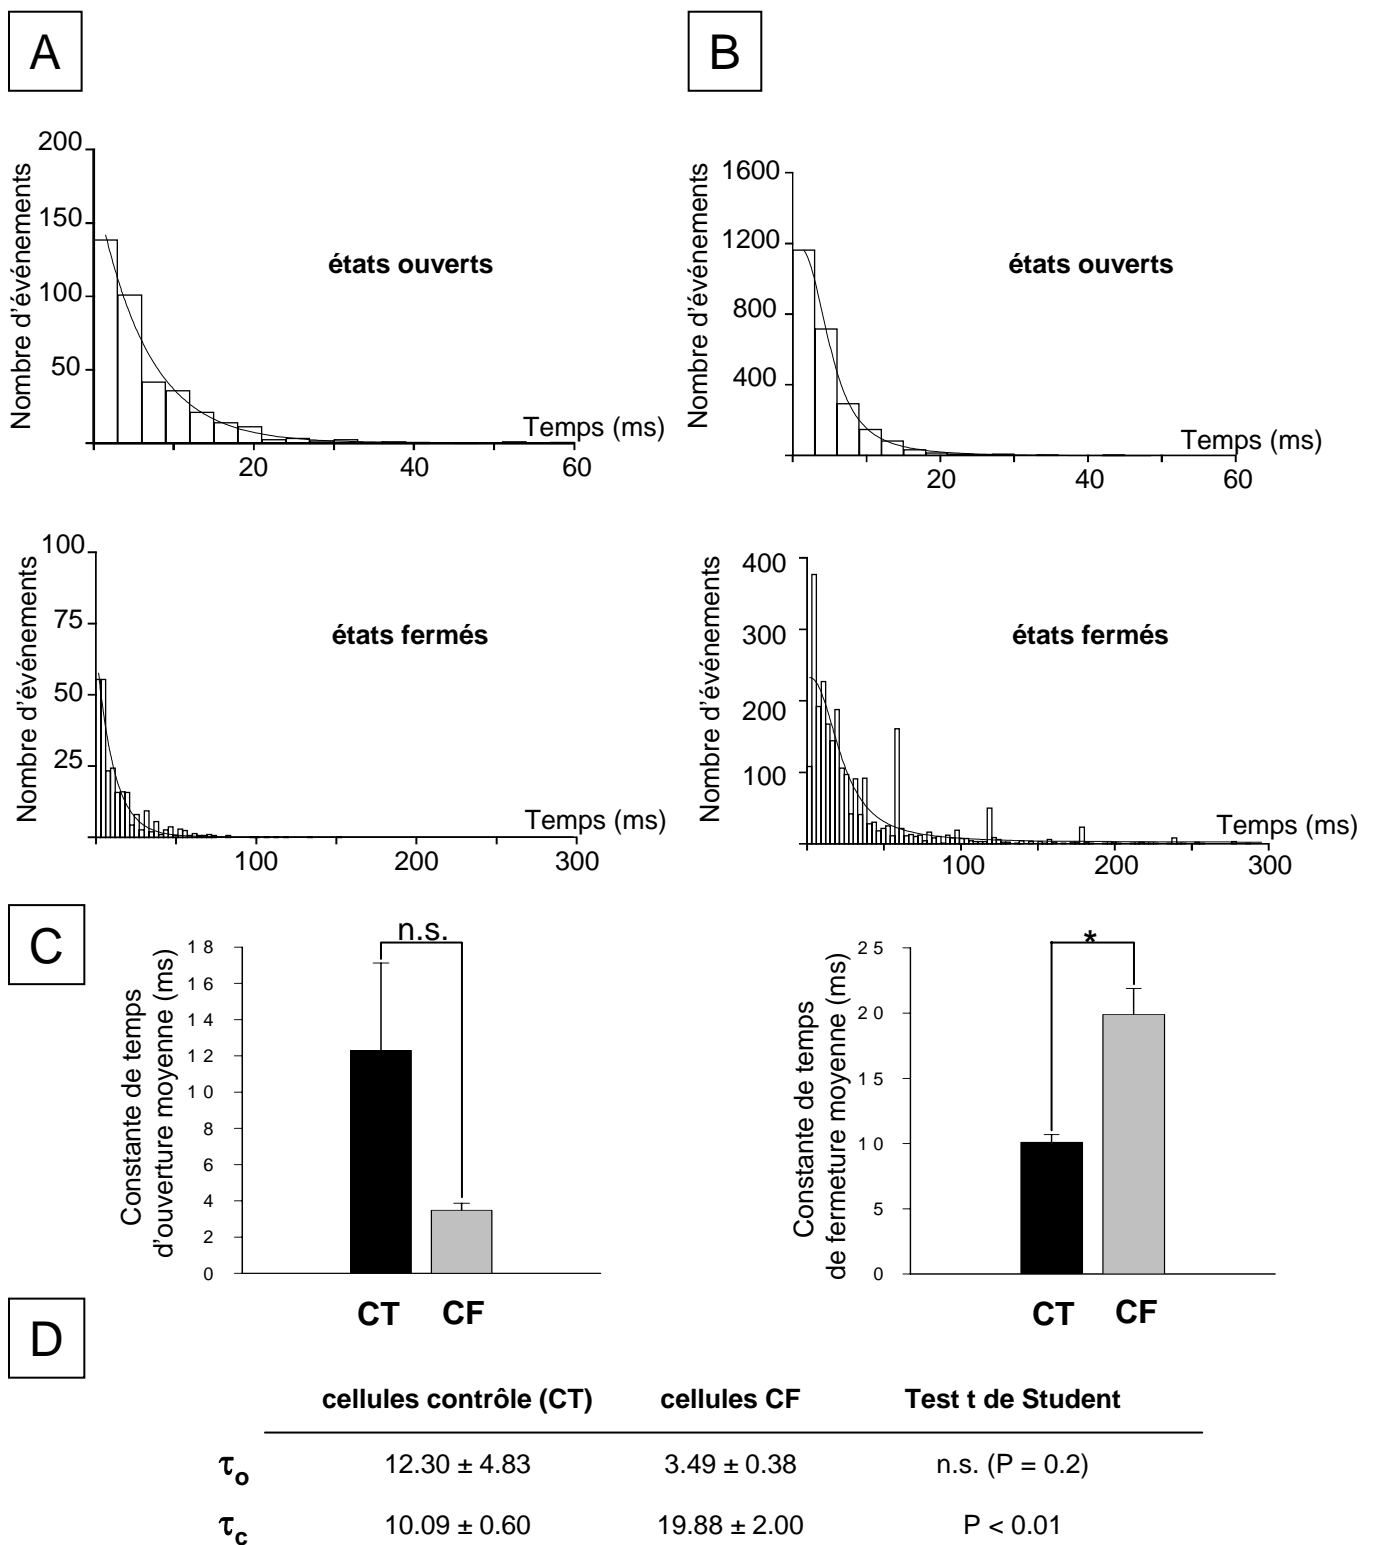 A
B
200
150
100
50
Nombre d'événements
états ouverts
Temps (ms)
20
40
60
1600
1200
800
400
Nombre d'événements
états ouverts
Temps (ms)
20
40
60
100
75
50
25
Nombre d'événements
états fermés
Temps (ms)
100
200
300
400
300
200
100
Nombre d'événements
états fermés
Temps (ms)
100
200
300
C
Constante de temps
d'ouverture moyenne (ms)
18
16
14
12
10
8
6
4
2
0
n.s.
CT CF
Constante de temps
de fermeture moyenne (ms)
25
20
15
10
5
0
*
CT CF
D
cellules contrôle (CT) cellules CF Test t de Student
τo 12.30 ± 4.83 3.49 ± 0.38 n.s. (P = 0.2)
τc 10.09 ± 0.60 19.88 ± 2.00 P < 0.01